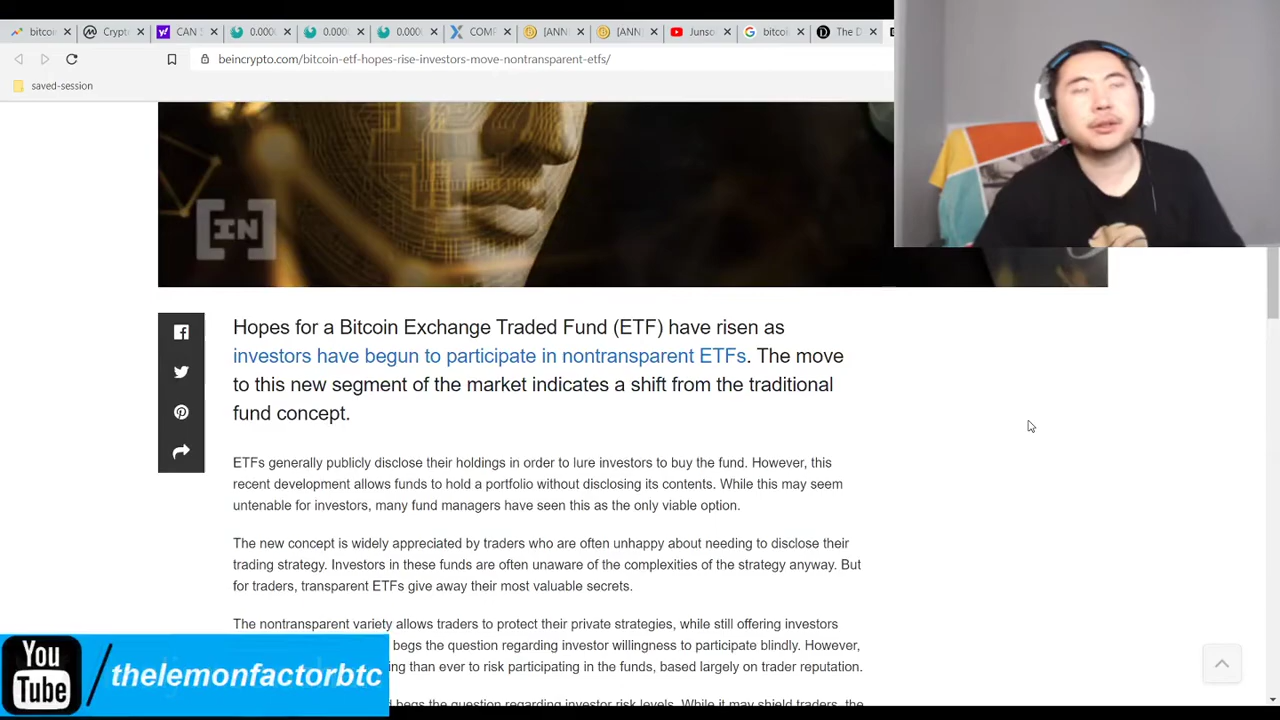 bitcoi
Crypt
CAN S
0.000
0.000
0.000
COMF
[ANN
[ANN
Junso
bitcoi
The D
beincrypto.com/bitcoin-etf-hopes-rise-investors-move-nontransparent-etfs/
saved-session
[IN]
Hopes for a Bitcoin Exchange Traded Fund (ETF) have risen as
investors have begun to participate in nontransparent ETFs. The move
to this new segment of the market indicates a shift from the traditional
fund concept.
ETFs generally publicly disclose their holdings in order to lure investors to buy the fund. However, this
recent development allows funds to hold a portfolio without disclosing its contents. While this may seem
untenable for investors, many fund managers have seen this as the only viable option.
The new concept is widely appreciated by traders who are often unhappy about needing to disclose their
trading strategy. Investors in these funds are often unaware of the complexities of the strategy anyway. But
for traders, transparent ETFs give away their most valuable secrets.
The nontransparent variety allows traders to protect their private strategies, while still offering investors
begs the question regarding investor willingness to participate blindly. However,
ing than ever to risk participating in the funds, based largely on trader reputation.
begs the question regarding investor risk levels. While it may shield traders, the
You
Tube
/thelemonfactorbtc